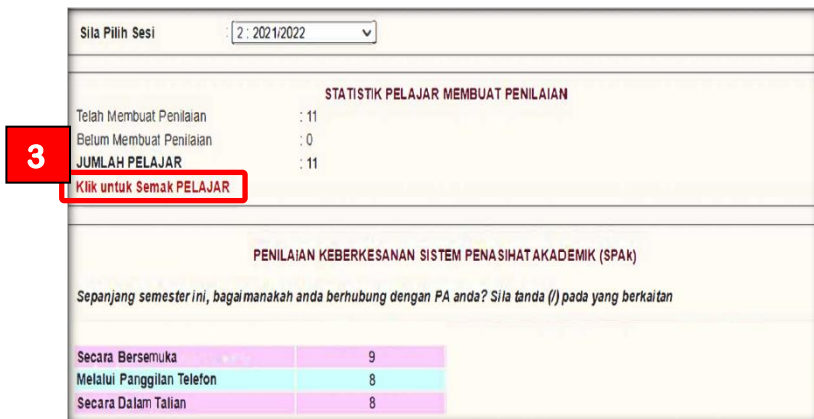 Sila Pilih Sesi : 2 : 2021/2022
STATISTIK PELAJAR MEMBUAT PENILAIAN
Telah Membuat Penilaian : 11
Belum Membuat Penilaian : 0
3
JUMLAH PELAJAR : 11
Klik untuk Semak PELAJAR
PENILAIAN KEBERKESANAN SISTEM PENASIHAT AKADEMIK (SPAk)
Sepanjang semester ini, bagaimanakah anda berhubung dengan PA anda? Sila tanda (/) pada yang berkaitan
Secara Bersemuka 9
Melalui Panggilan Telefon 8
Secara Dalam Talian 8